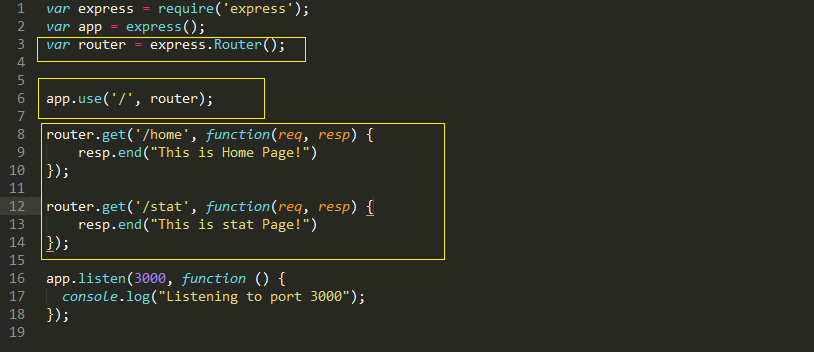 1 var express = require('express');
2 var app = express();
3 var router = express.Router();
4
5
6 app.use('/', router);
7
8 router.get('/home', function(req, resp) {
9     resp.end("This is Home Page!")
10 });
11
12 router.get('/stat', function(req, resp) {
13     resp.end("This is stat Page!")
14 });
15
16 app.listen(3000, function () {
17   console.log("Listening to port 3000");
18 });
19